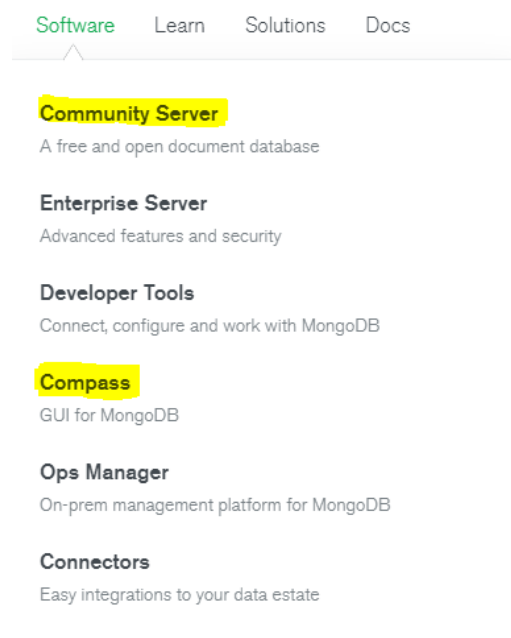 Software Learn Solutions Docs
Community Server
A free and open document database
Enterprise Server
Advanced features and security
Developer Tools
Connect, configure and work with MongoDB
Compass
GUI for MongoDB
Ops Manager
On-prem management platform for MongoDB
Connectors
Easy integrations to your data estate